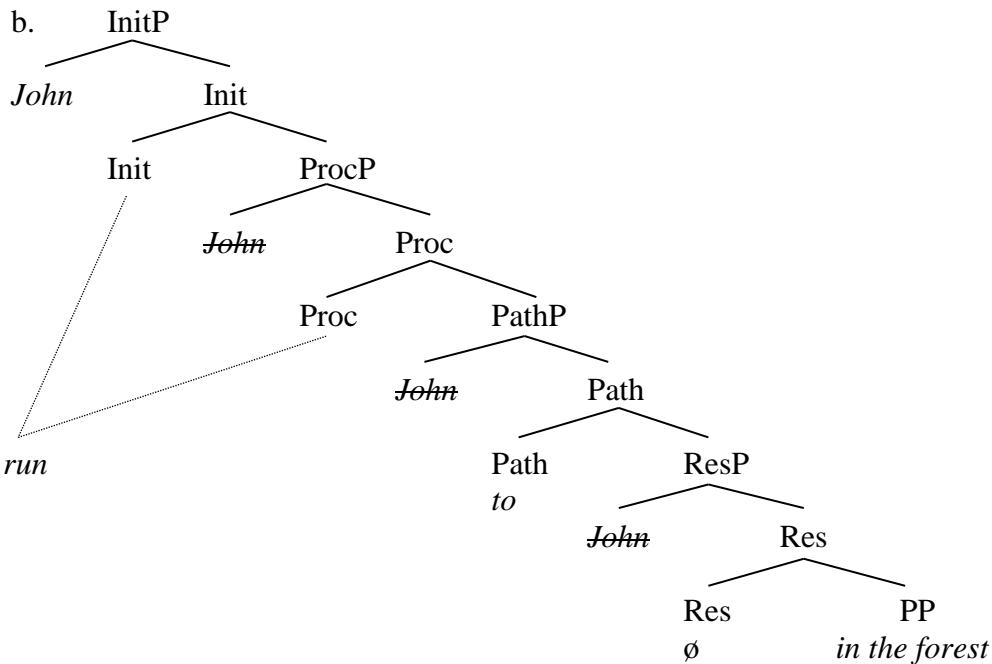 b. InitP
John Init
Init ProcP
John Proc
Proc PathP
John Path
run Path ResP
to
John Res
Res PP
ø in the forest